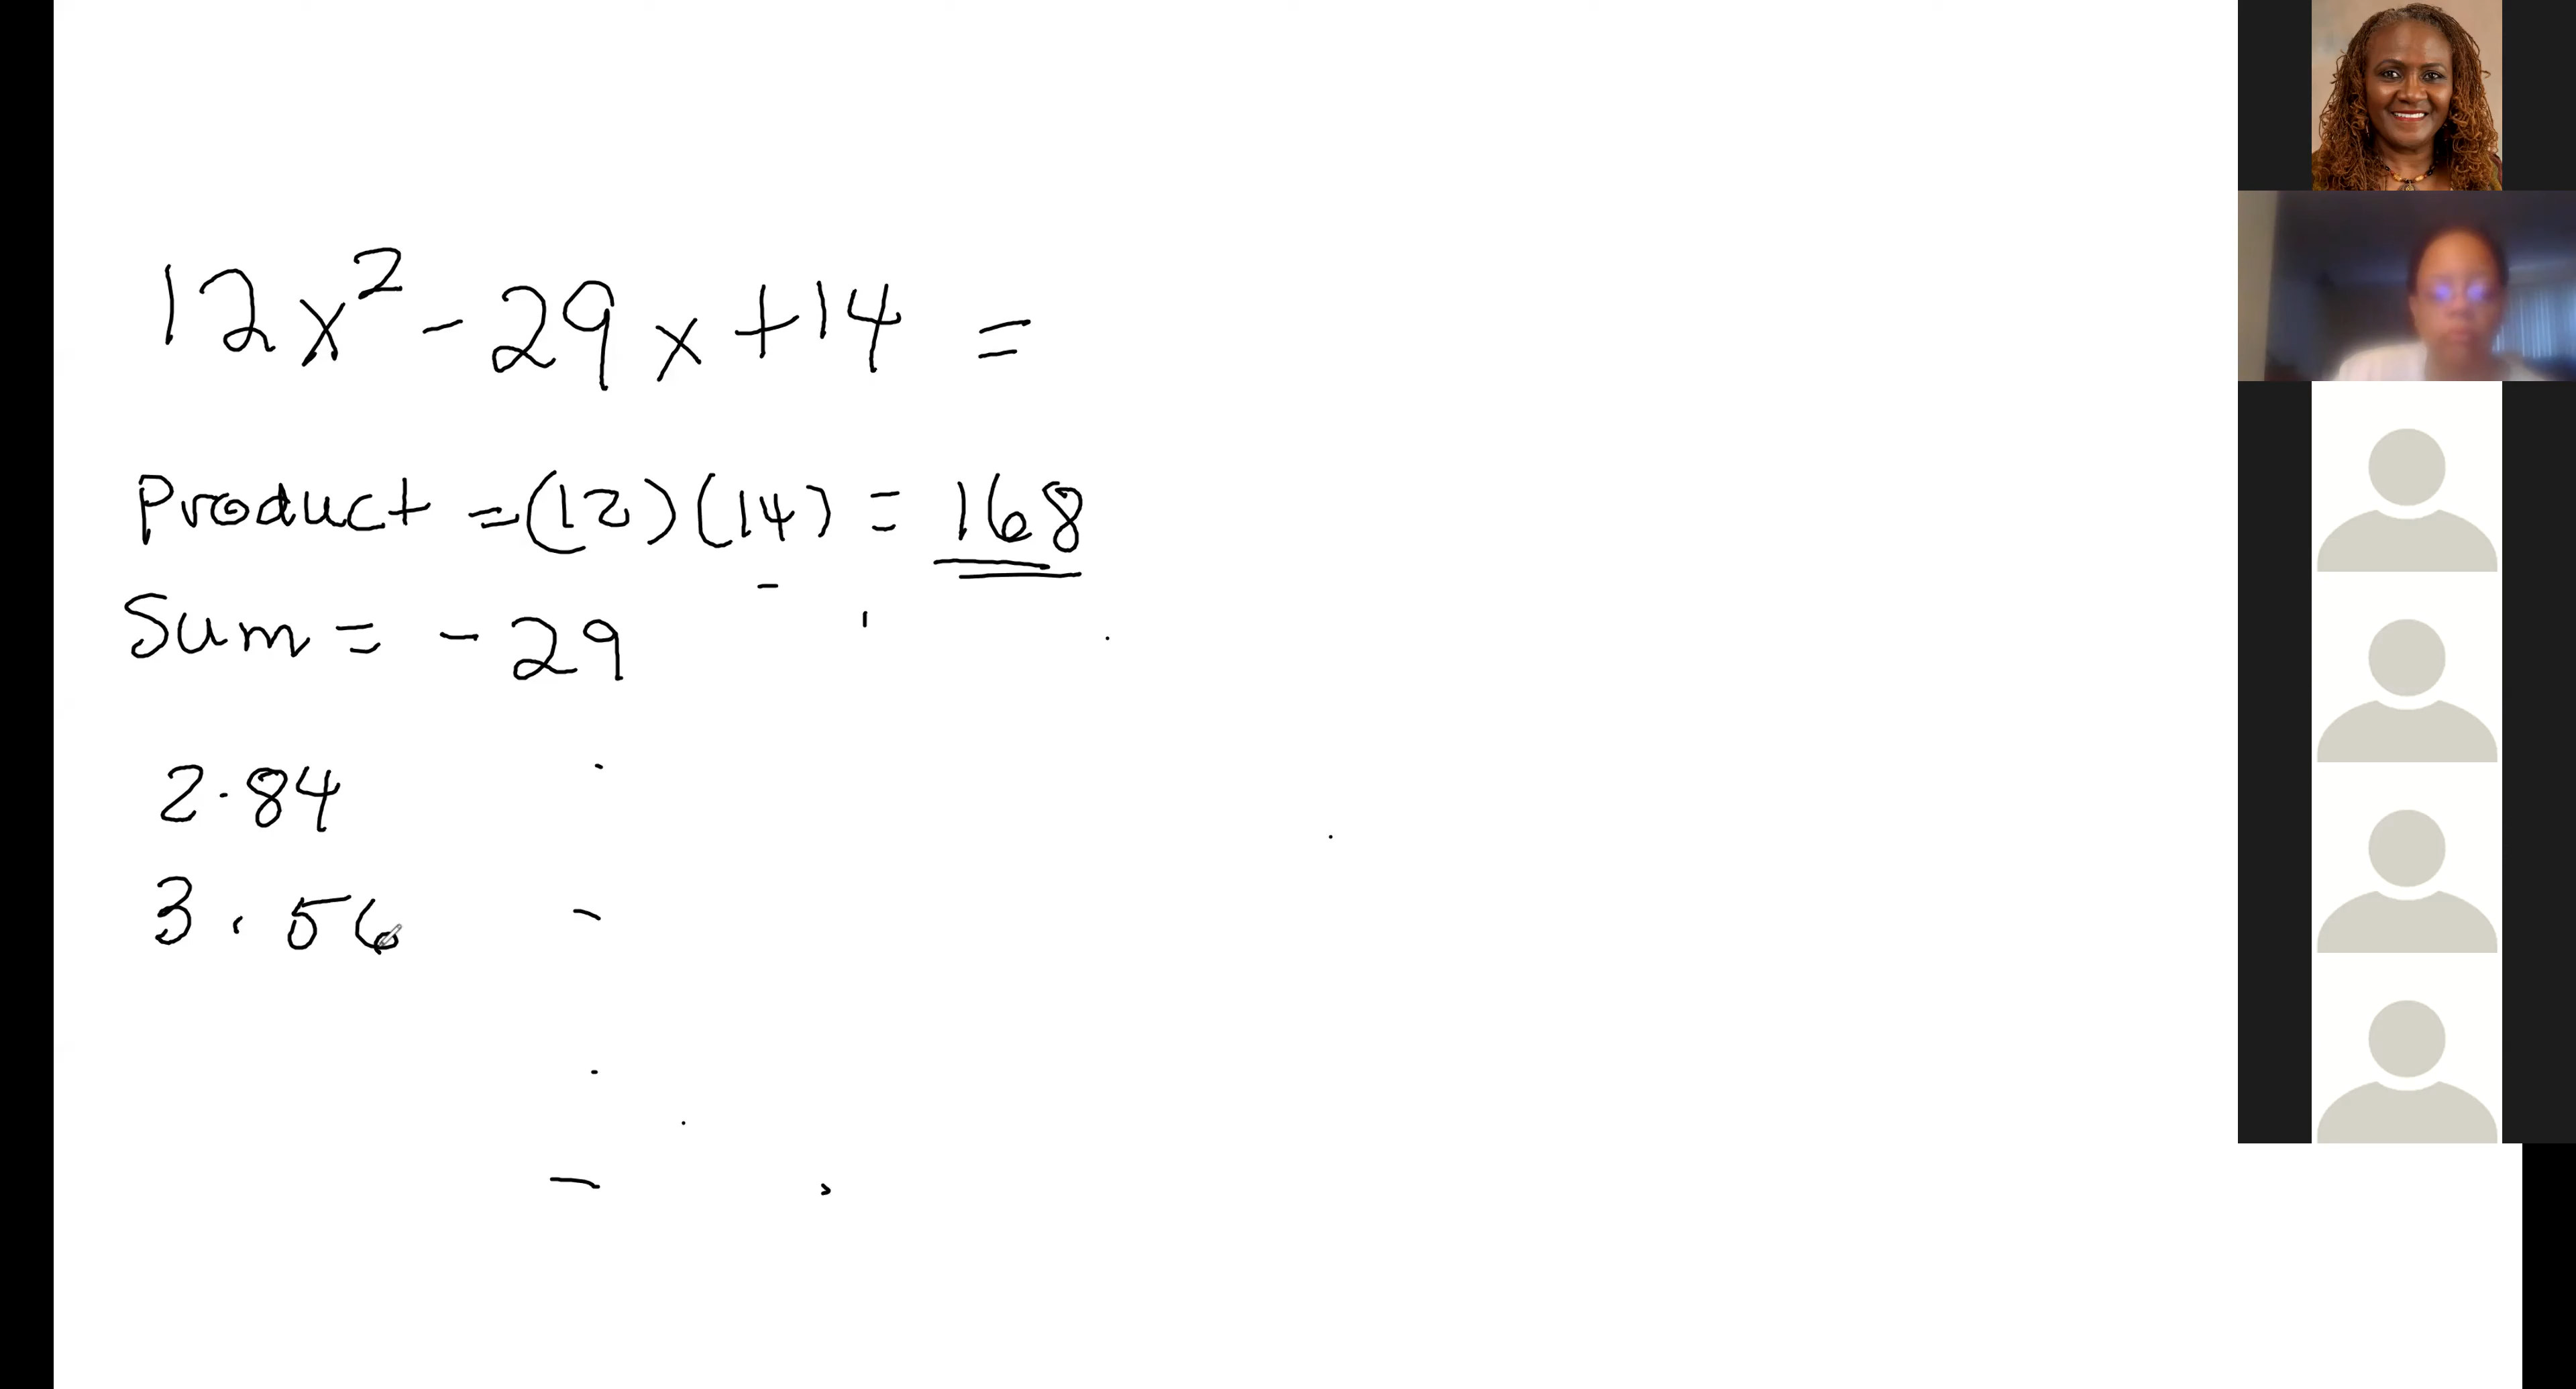 12x² - 29x + 14 =
Product = (12)(14) = 168
Sum = - 29
2 · 84
3 · 56